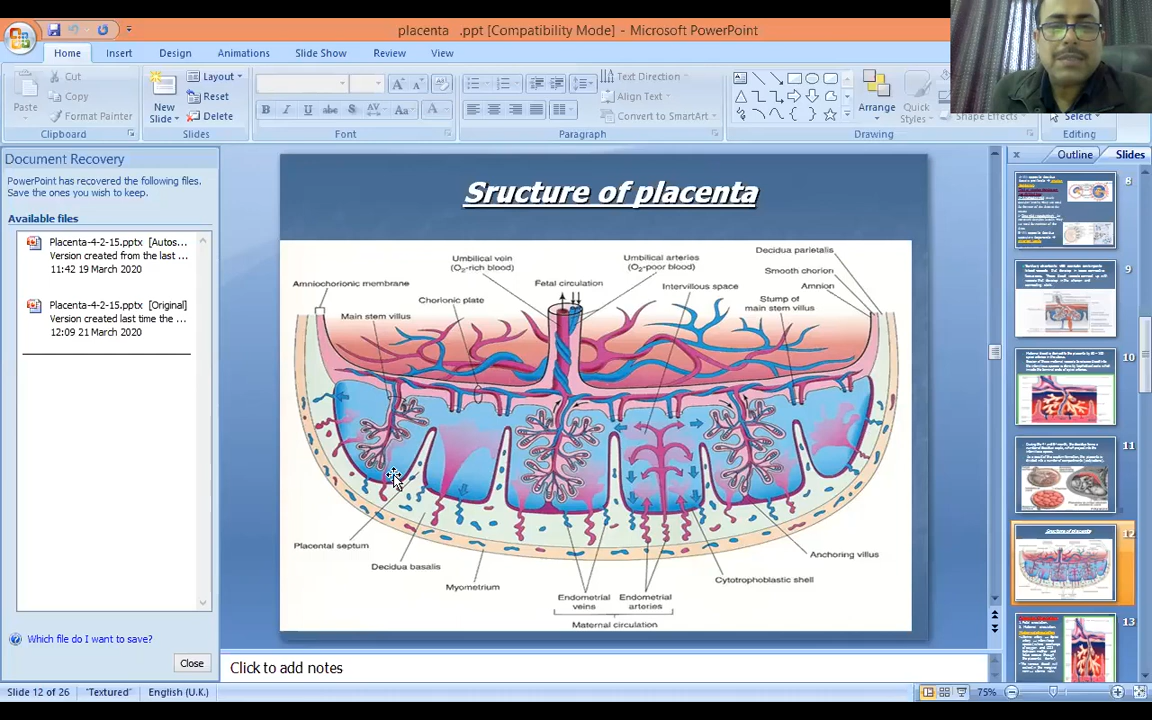 placenta .ppt [Compatibility Mode] - Microsoft PowerPoint
Home Insert Design Animations Slide Show Review View
Cut
Copy
Format Painter
Paste
Clipboard
New
Slide
Layout
Reset
Delete
Slides
B I U abe S AV Aa A
Font
Text Direction
Align Text
Convert to SmartArt
Paragraph
Arrange
Quick
Styles
Shape Effects
Drawing
Select
Editing
Document Recovery
PowerPoint has recovered the following files.
Save the ones you wish to keep.
Available files
Placenta-4-2-15.pptx [Autos...
Version created from the last ...
11:42 19 March 2020
Placenta-4-2-15.pptx [Original]
Version created last time the ...
12:09 21 March 2020
Which file do I want to save?
Close
Sructure of placenta
Umbilical vein
(O2-rich blood)
Umbilical arteries
(O2-poor blood)
Decidua parietalis
Smooth chorion
Amnion
Amniochorionic membrane
Fetal circulation
Chorionic plate
Intervillous space
Stump of
main stem villus
Main stem villus
Placental septum
Decidua basalis
Myometrium
Endometrial
veins
Endometrial
arteries
Maternal circulation
Cytotrophoblastic shell
Anchoring villus
Outline Slides
8
9
10
11
12
Sructure of placenta
13
Click to add notes
Slide 12 of 26 "Textured" English (U.K.) 75%